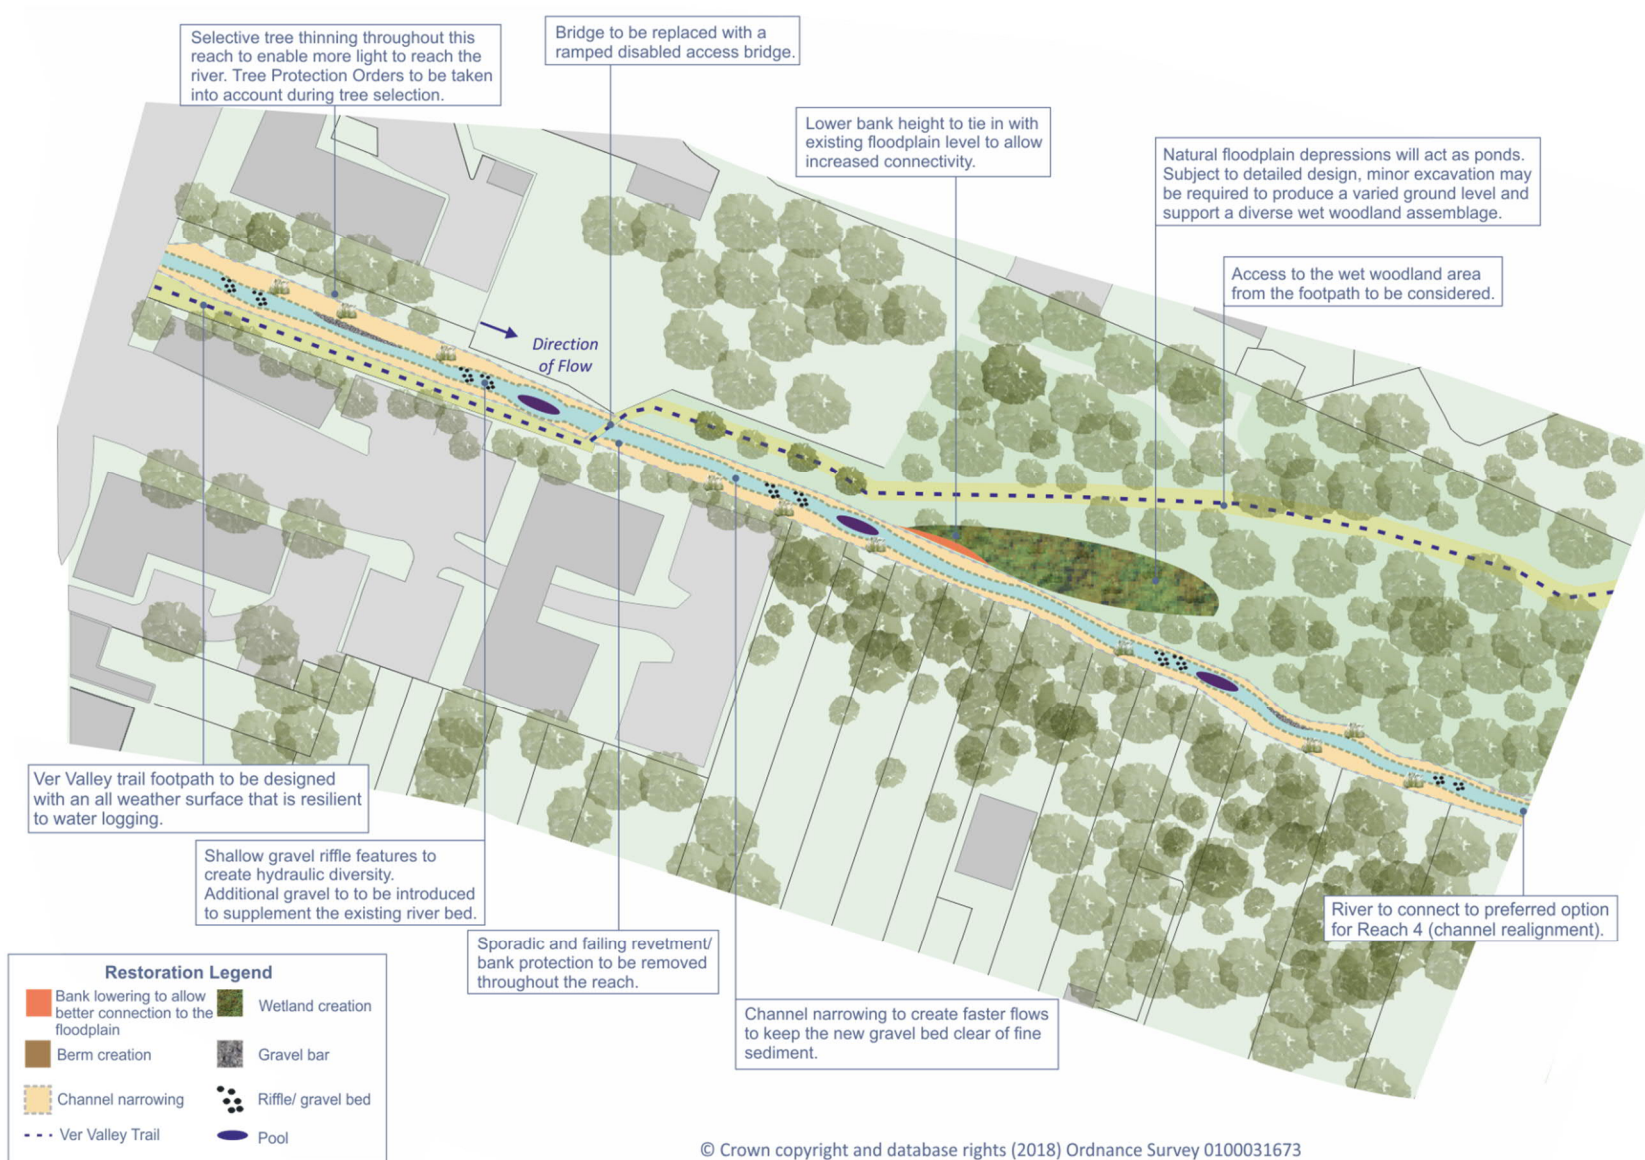 Selective tree thinning throughout this
reach to enable more light to reach the
river. Tree Protection Orders to be taken
into account during tree selection.
Bridge to be replaced with a
ramped disabled access bridge.
Lower bank height to tie in with
existing floodplain level to allow
increased connectivity.
Natural floodplain depressions will act as ponds.
Subject to detailed design, minor excavation may
be required to produce a varied ground level and
support a diverse wet woodland assemblage.
Access to the wet woodland area
from the footpath to be considered.
Direction
of Flow
Ver Valley trail footpath to be designed
with an all weather surface that is resilient
to water logging.
Shallow gravel riffle features to
create hydraulic diversity.
Additional gravel to to be introduced
to supplement the existing river bed.
Sporadic and failing revetment/
bank protection to be removed
throughout the reach.
Channel narrowing to create faster flows
to keep the new gravel bed clear of fine
sediment.
River to connect to preferred option
for Reach 4 (channel realignment).
Restoration Legend
Bank lowering to allow
better connection to the
floodplain
Wetland creation
Berm creation
Gravel bar
Channel narrowing
Riffle/ gravel bed
Ver Valley Trail
Pool
© Crown copyright and database rights (2018) Ordnance Survey 0100031673